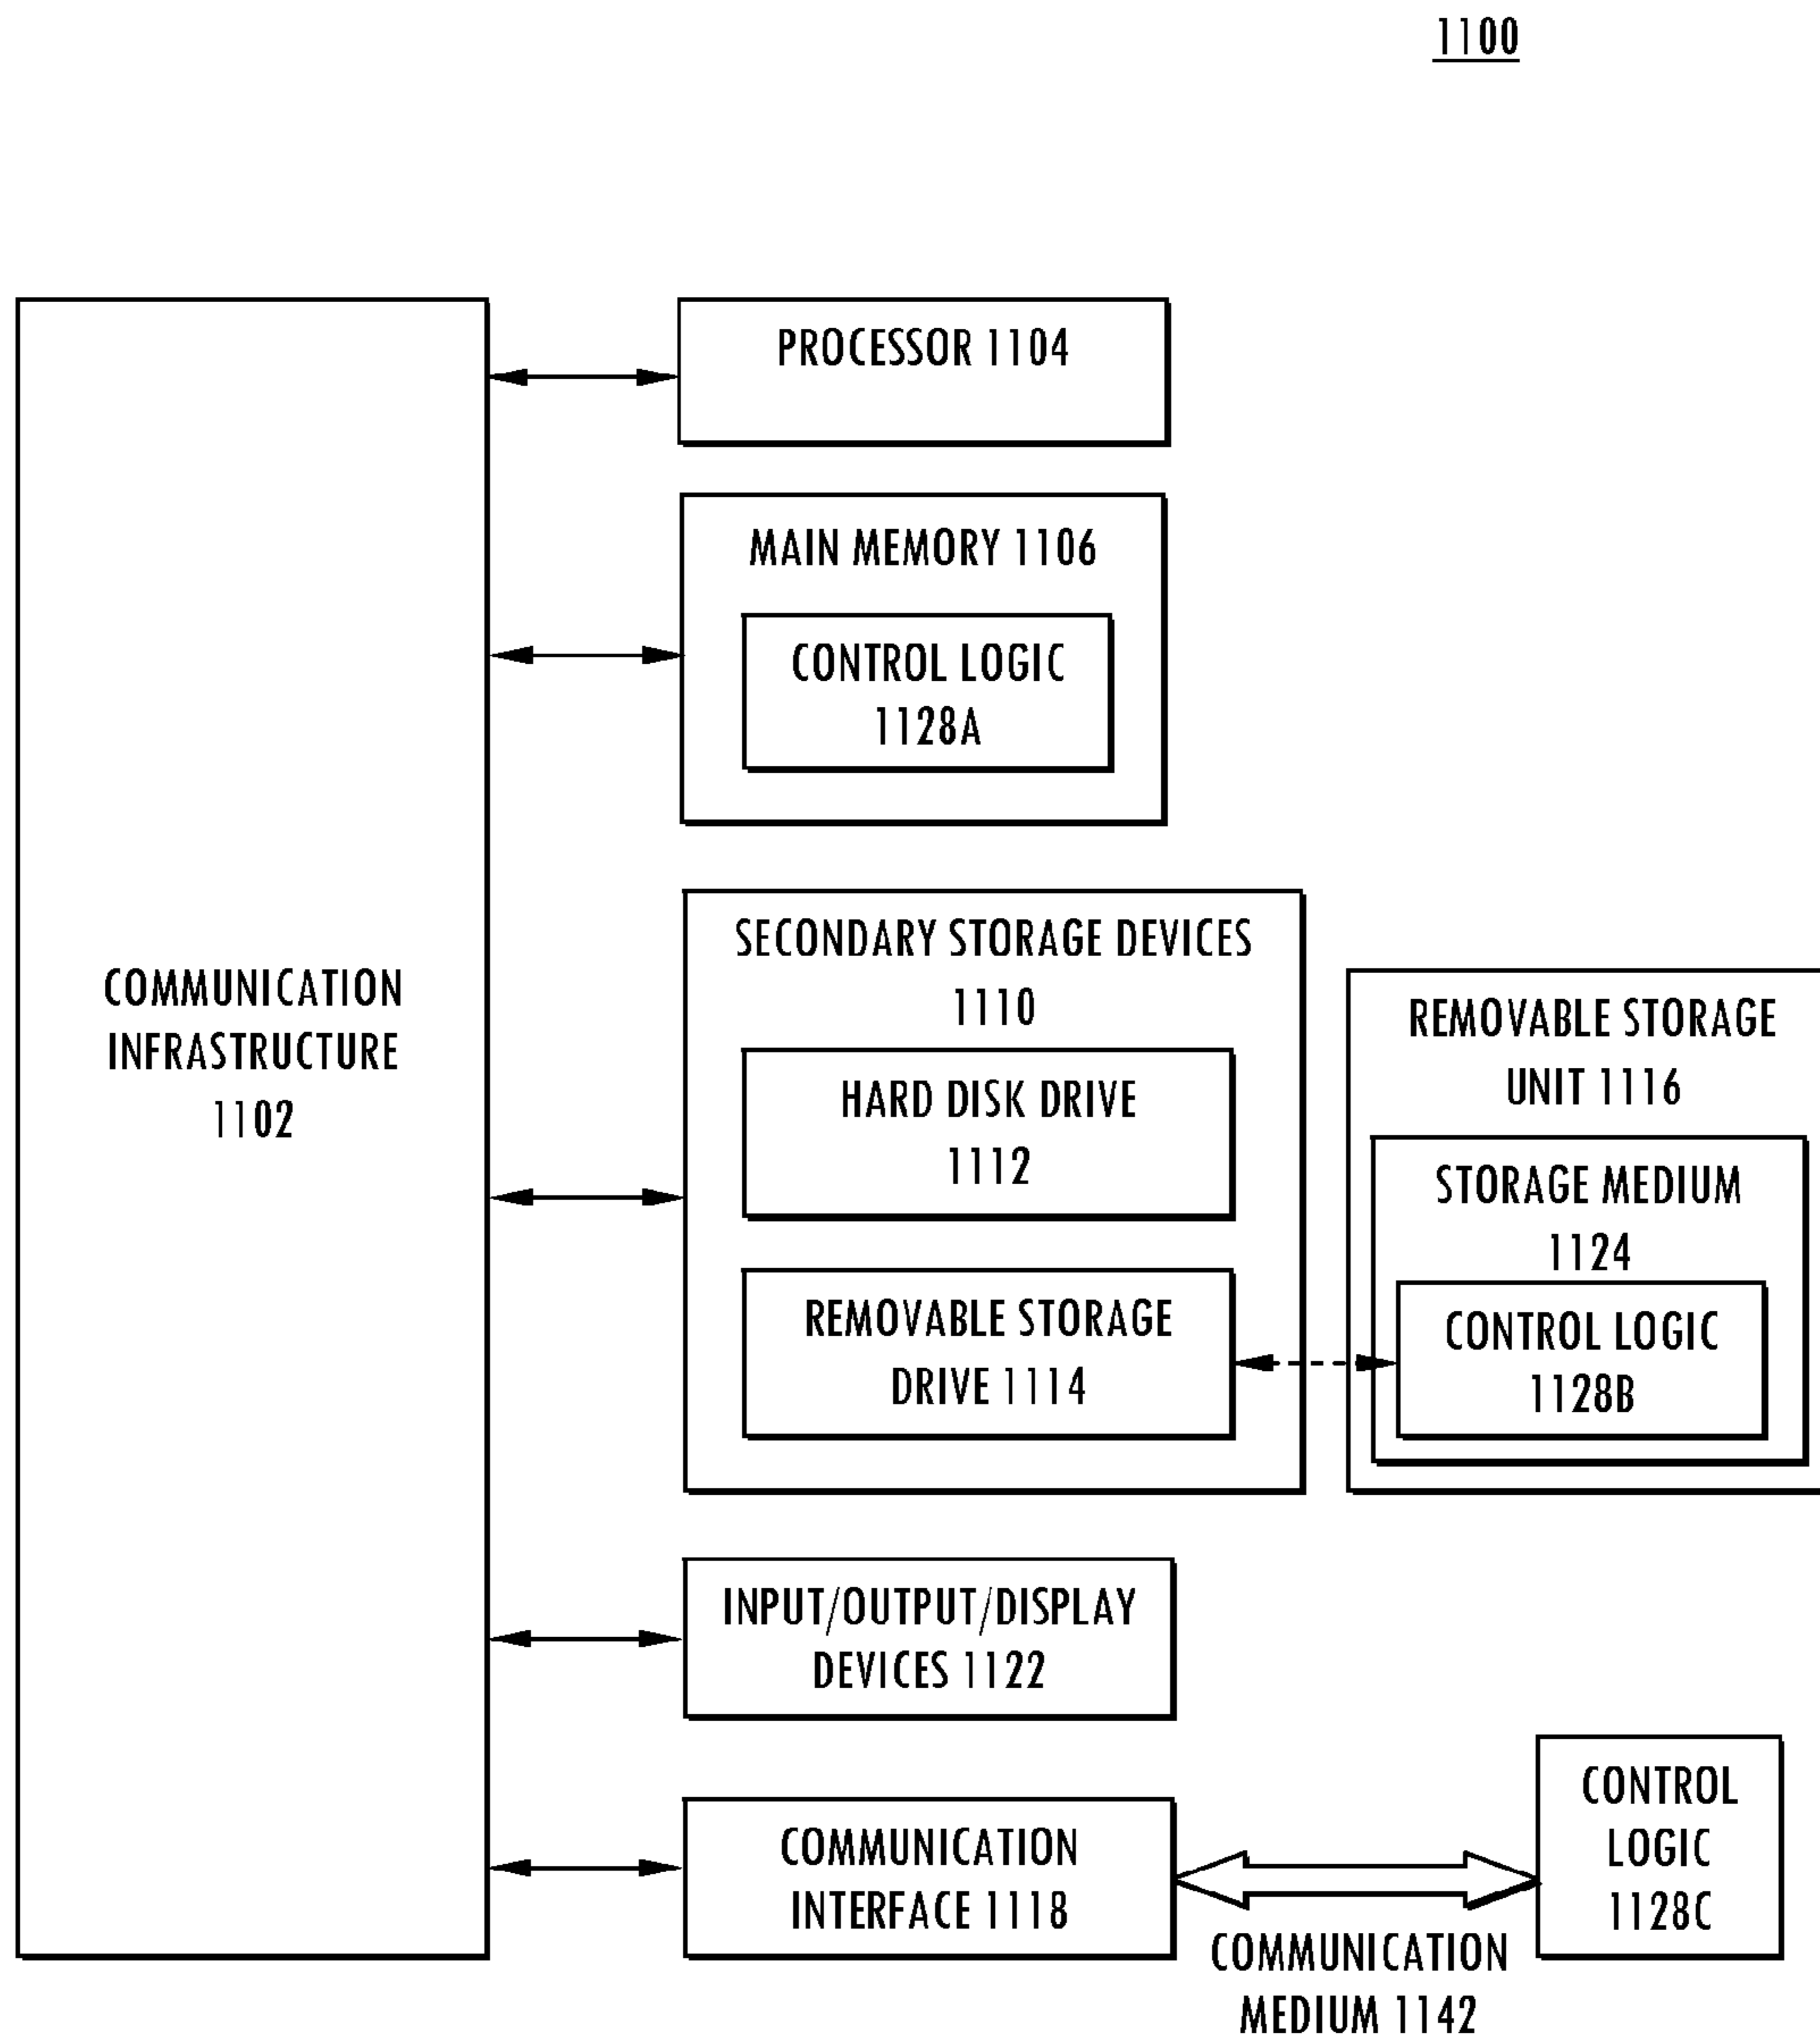 1100
PROCESSOR 1104
MAIN MEMORY 1106
CONTROL LOGIC
1128A
COMMUNICATION
INFRASTRUCTURE
1102
SECONDARY STORAGE DEVICES
1110
HARD DISK DRIVE
1112
REMOVABLE STORAGE
DRIVE 1114
REMOVABLE STORAGE
UNIT 1116
STORAGE MEDIUM
1124
CONTROL LOGIC
1128B
INPUT/OUTPUT/DISPLAY
DEVICES 1122
COMMUNICATION
INTERFACE 1118
COMMUNICATION
MEDIUM 1142
CONTROL
LOGIC
1128C